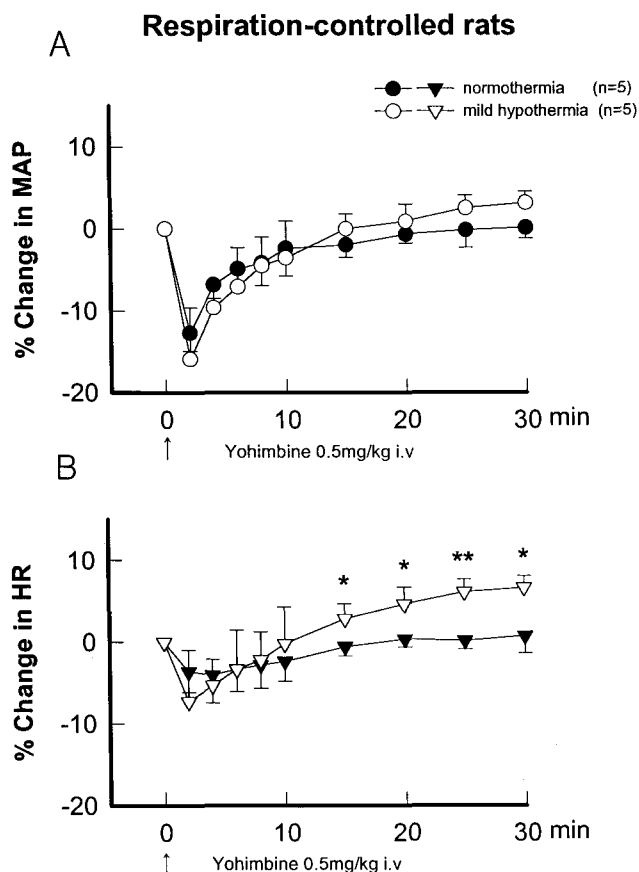 Respiration-controlled rats
A
normothermia (n=5)
mild hypothermia (n=5)
% Change in MAP
10
0
-10
-20
0 10 20 30 min
↑ Yohimbine 0.5mg/kg i.v
B
% Change in HR
10
0
-10
-20
* * ** *
0 10 20 30 min
↑ Yohimbine 0.5mg/kg i.v